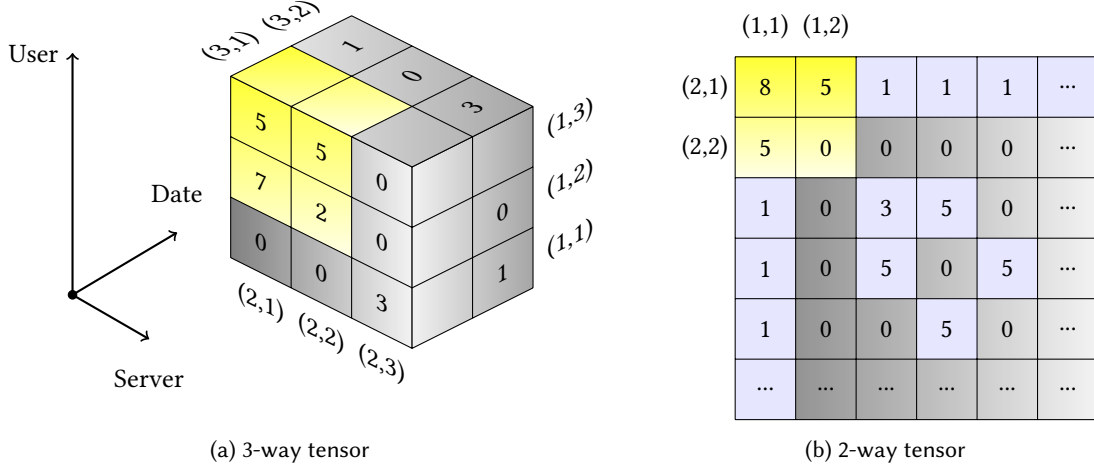 User
Date
Server
(3,1) (3,2)
1
0
3
5 5 0
7 2 0
0 0 3
0
1
(1,3)
(1,2)
(1,1)
(2,1) (2,2) (2,3)
(a) 3-way tensor
(1,1) (1,2)
(2,1) 8 5 1 1 1 ...
(2,2) 5 0 0 0 0 ...
1 0 3 5 0 ...
1 0 5 0 5 ...
1 0 0 5 0 ...
... ... ... ... ... ...
(b) 2-way tensor